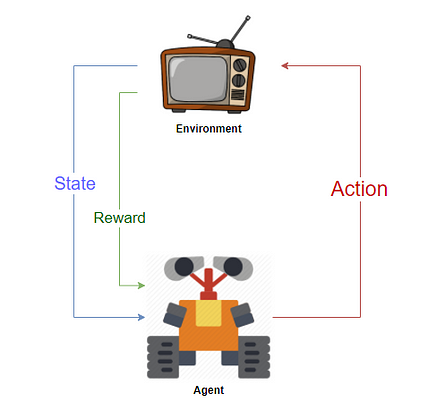 Environment
State
Action
Reward
Agent